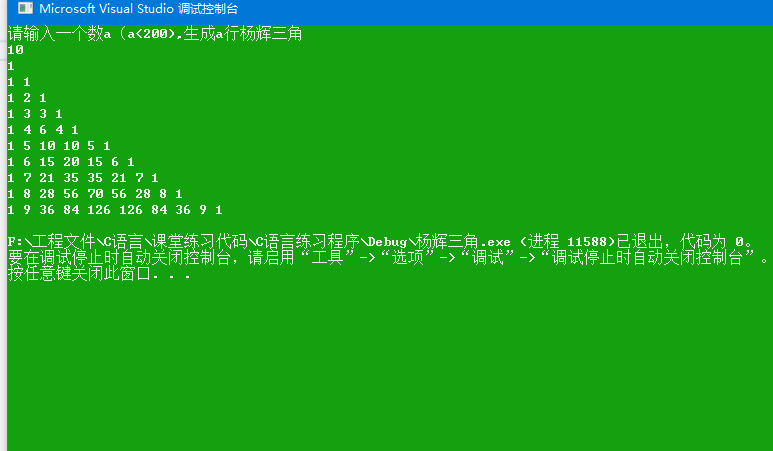 Microsoft Visual Studio 调试控制台
请输入一个数a（a<200),生成a行杨辉三角
10
1
1 1
1 2 1
1 3 3 1
1 4 6 4 1
1 5 10 10 5 1
1 6 15 20 15 6 1
1 7 21 35 35 21 7 1
1 8 28 56 70 56 28 8 1
1 9 36 84 126 126 84 36 9 1
F:\工程文件\C语言\课堂练习代码\C语言练习程序\Debug\杨辉三角.exe (进程 11588)已退出，代码为 0。
要在调试停止时自动关闭控制台，请启用“工具”->“选项”->“调试”->“调试停止时自动关闭控制台”。
按任意键关闭此窗口. . .